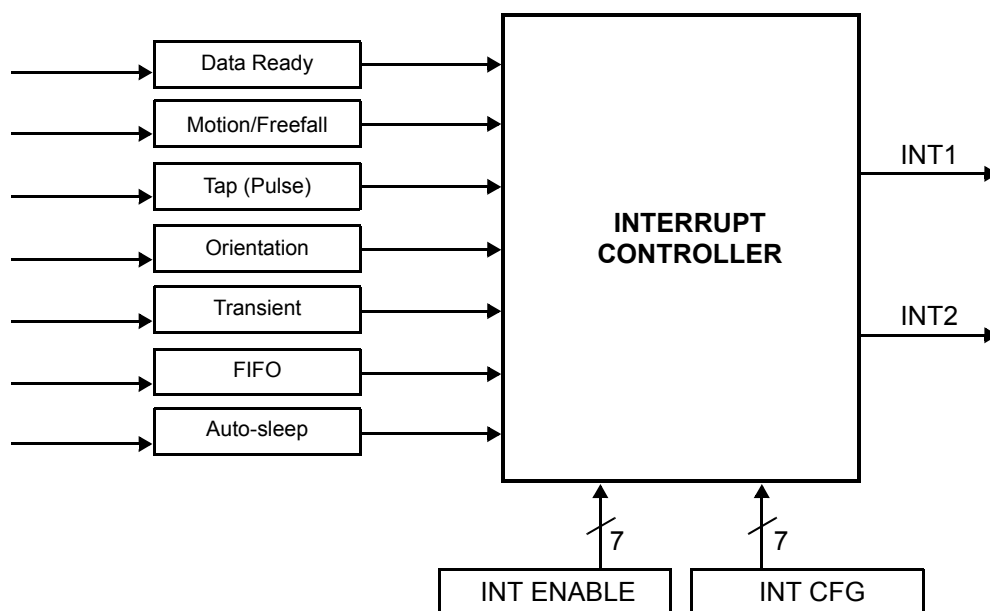 Data Ready
Motion/Freefall
Tap (Pulse)
Orientation
Transient
FIFO
Auto-sleep
INTERRUPT
CONTROLLER
INT1
INT2
7
7
INT ENABLE
INT CFG